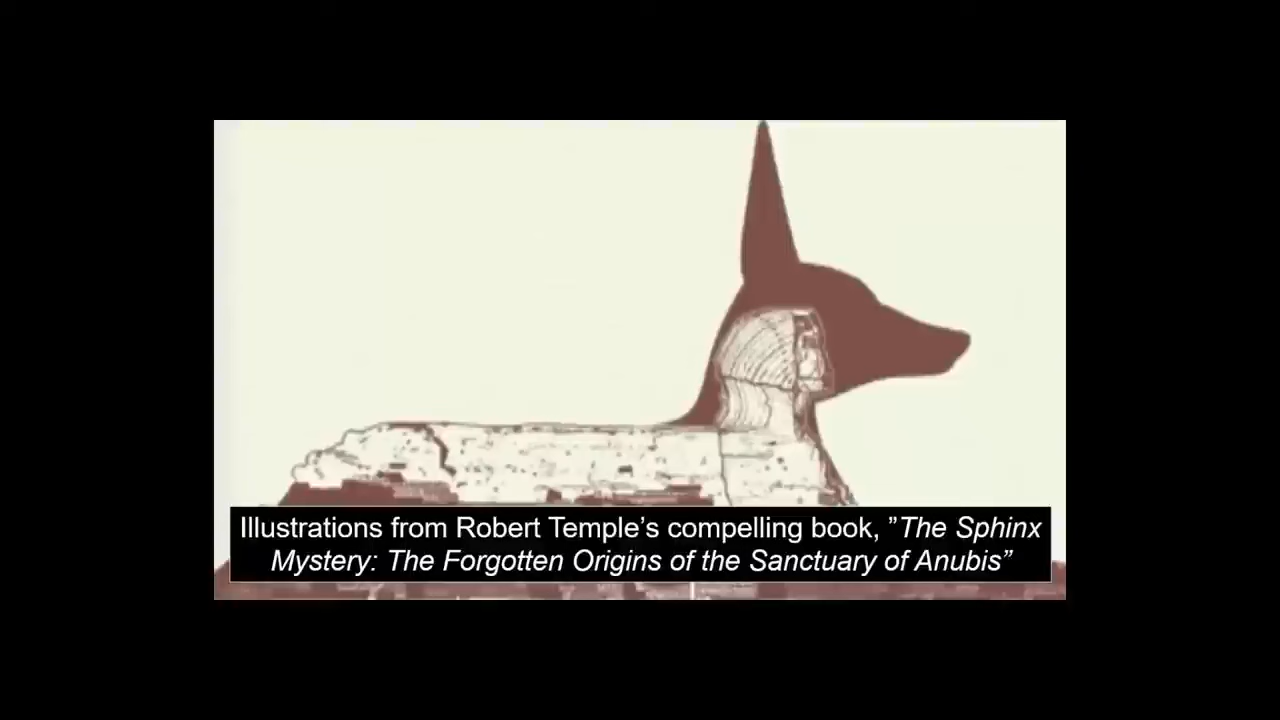 Illustrations from Robert Temple’s compelling book, ”The Sphinx
Mystery: The Forgotten Origins of the Sanctuary of Anubis”